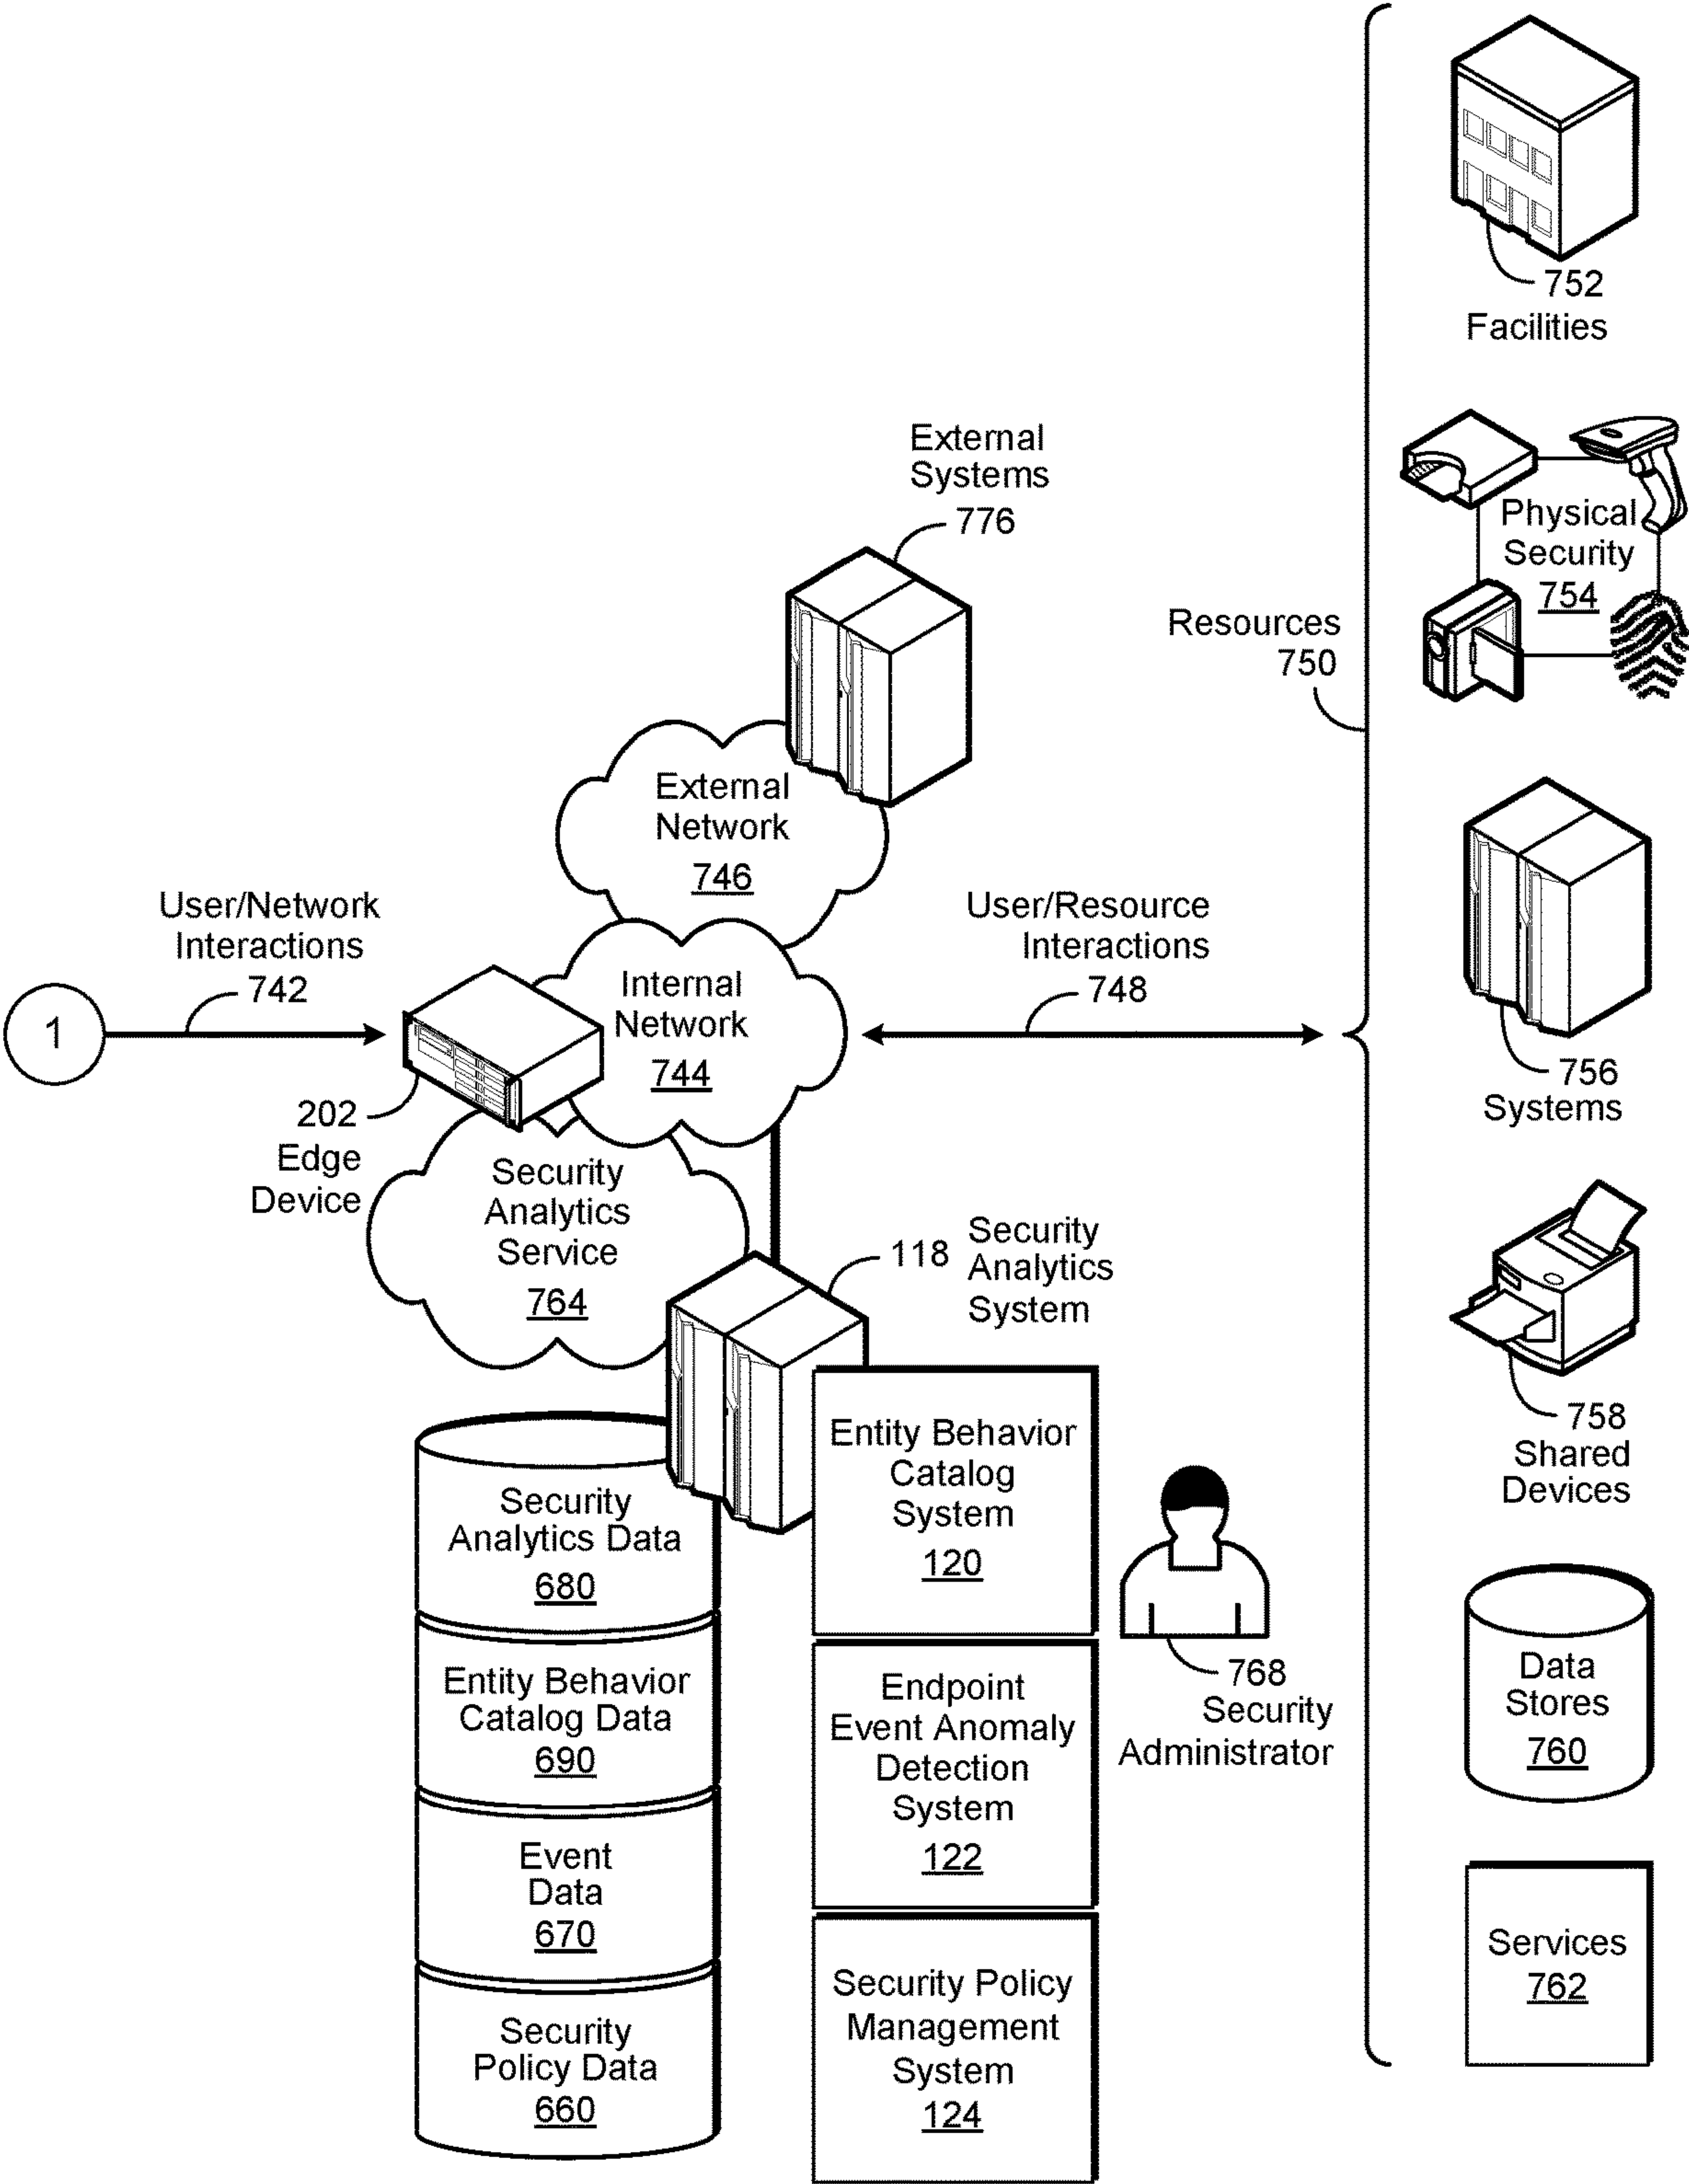 752
Facilities
External
Systems
776
Physical
Security
754
Resources
750
External
Network
746
User/Network
Interactions
742
1
Internal
Network
744
User/Resource
Interactions
748
202
Edge
Device
756
Systems
Security
Analytics
Service
764
118
Security
Analytics
System
758
Shared
Devices
Security
Analytics Data
680
Entity Behavior
Catalog Data
690
Event
Data
670
Security
Policy Data
660
Entity Behavior
Catalog
System
120
Endpoint
Event Anomaly
Detection
System
122
Security Policy
Management
System
124
768
Security
Administrator
Data
Stores
760
Services
762